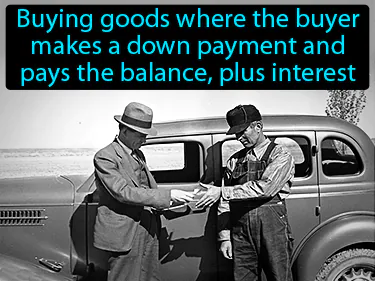 Buying goods where the buyer
makes a down payment and
pays the balance, plus interest